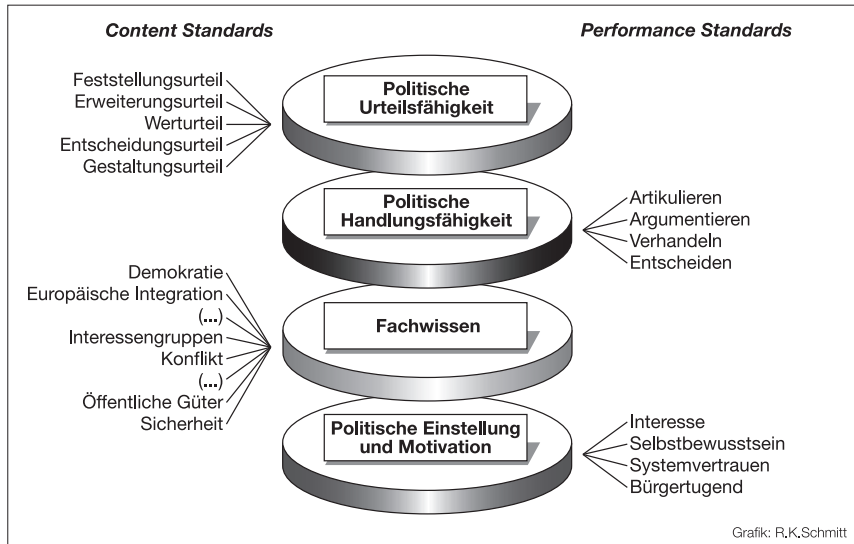 Content Standards
Performance Standards
Politische
Urteilsfähigkeit
Feststellungsurteil
Erweiterungsurteil
Werturteil
Entscheidungsurteil
Gestaltungsurteil
Politische
Handlungsfähigkeit
Artikulieren
Argumentieren
Verhandeln
Entscheiden
Demokratie
Europäische Integration
(...)
Interessengruppen
Konflikt
(...)
Öffentliche Güter
Sicherheit
Fachwissen
Politische Einstellung
und Motivation
Interesse
Selbstbewusstsein
Systemvertrauen
Bürgertugend
Grafik: R.K.Schmitt